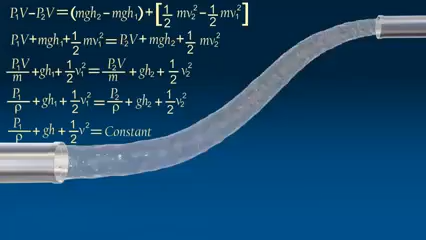 P₁V−P₂V=(mgh₂−mgh₁)+[1/2 mv₂²−1/2 mv₁²]
P₁V+mgh₁+1/2 mv₁²=P₂V+mgh₂+1/2 mv₂²
P₁V/m+gh₁+1/2 v₁²=P₂V/m+gh₂+1/2 v₂²
P₁/ρ+gh₁+1/2 v₁²=P₂/ρ+gh₂+1/2 v₂²
P₁/ρ+gh+1/2 v²=Constant